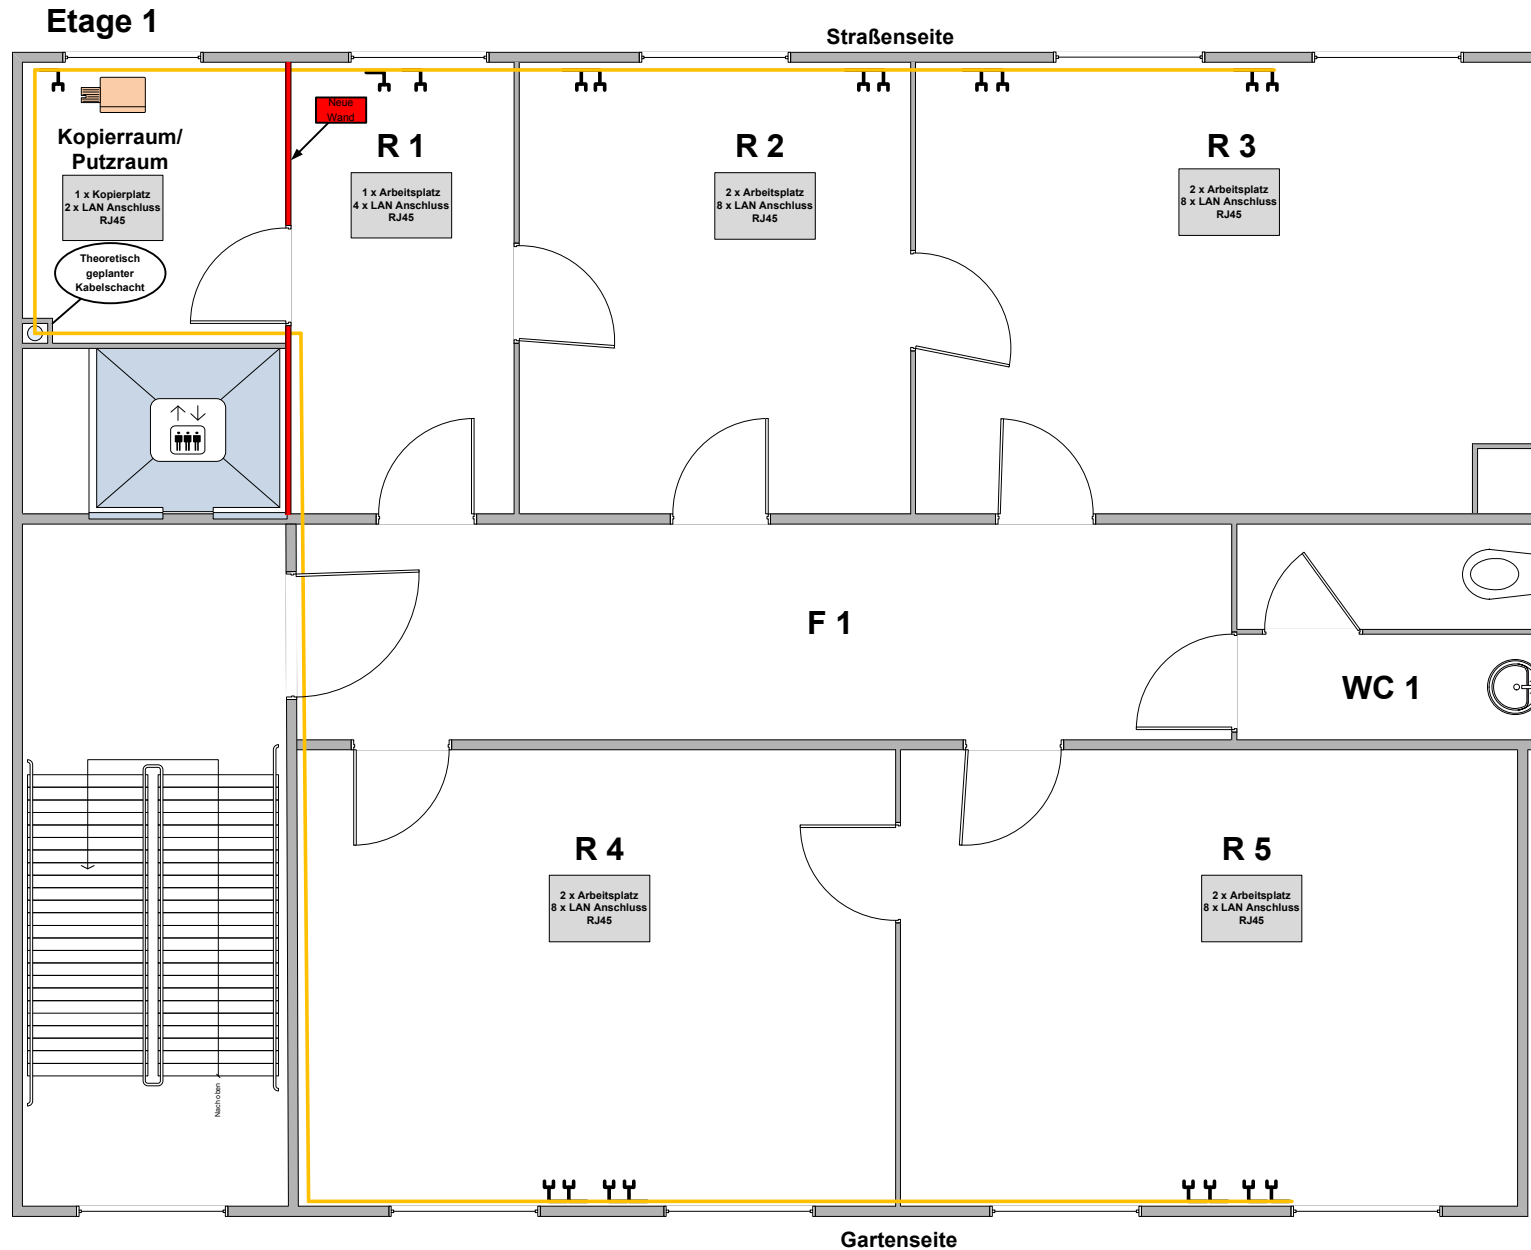 Etage 1
Straßenseite
Neue
Wand
Kopierraum/
Putzraum
R 1
R 2
R 3
1 x Kopierplatz
2 x LAN Anschluss
RJ45
1 x Arbeitsplatz
4 x LAN Anschluss
RJ45
2 x Arbeitsplatz
8 x LAN Anschluss
RJ45
2 x Arbeitsplatz
8 x LAN Anschluss
RJ45
Theoretisch
geplanter
Kabelschacht
F 1
WC 1
R 4
R 5
2 x Arbeitsplatz
8 x LAN Anschluss
RJ45
2 x Arbeitsplatz
8 x LAN Anschluss
RJ45
Nach oben
Gartenseite